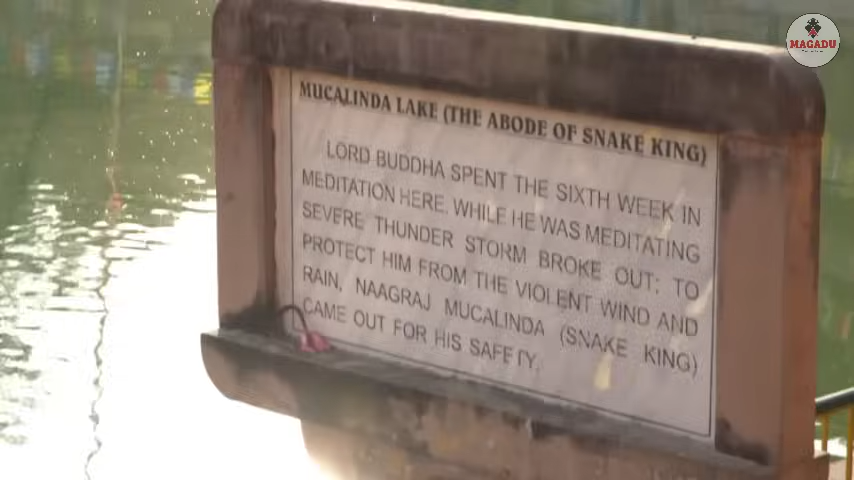 MAGADU
MUCALINDA LAKE (THE ABODE OF SNAKE KING)
LORD BUDDHA SPENT THE SIXTH WEEK IN
MEDITATION HERE. WHILE HE WAS MEDITATING
SEVERE THUNDER STORM BROKE OUT; TO
PROTECT HIM FROM THE VIOLENT WIND AND
RAIN, NAAGRAJ MUCALINDA (SNAKE KING)
CAME OUT FOR HIS SAFETY.